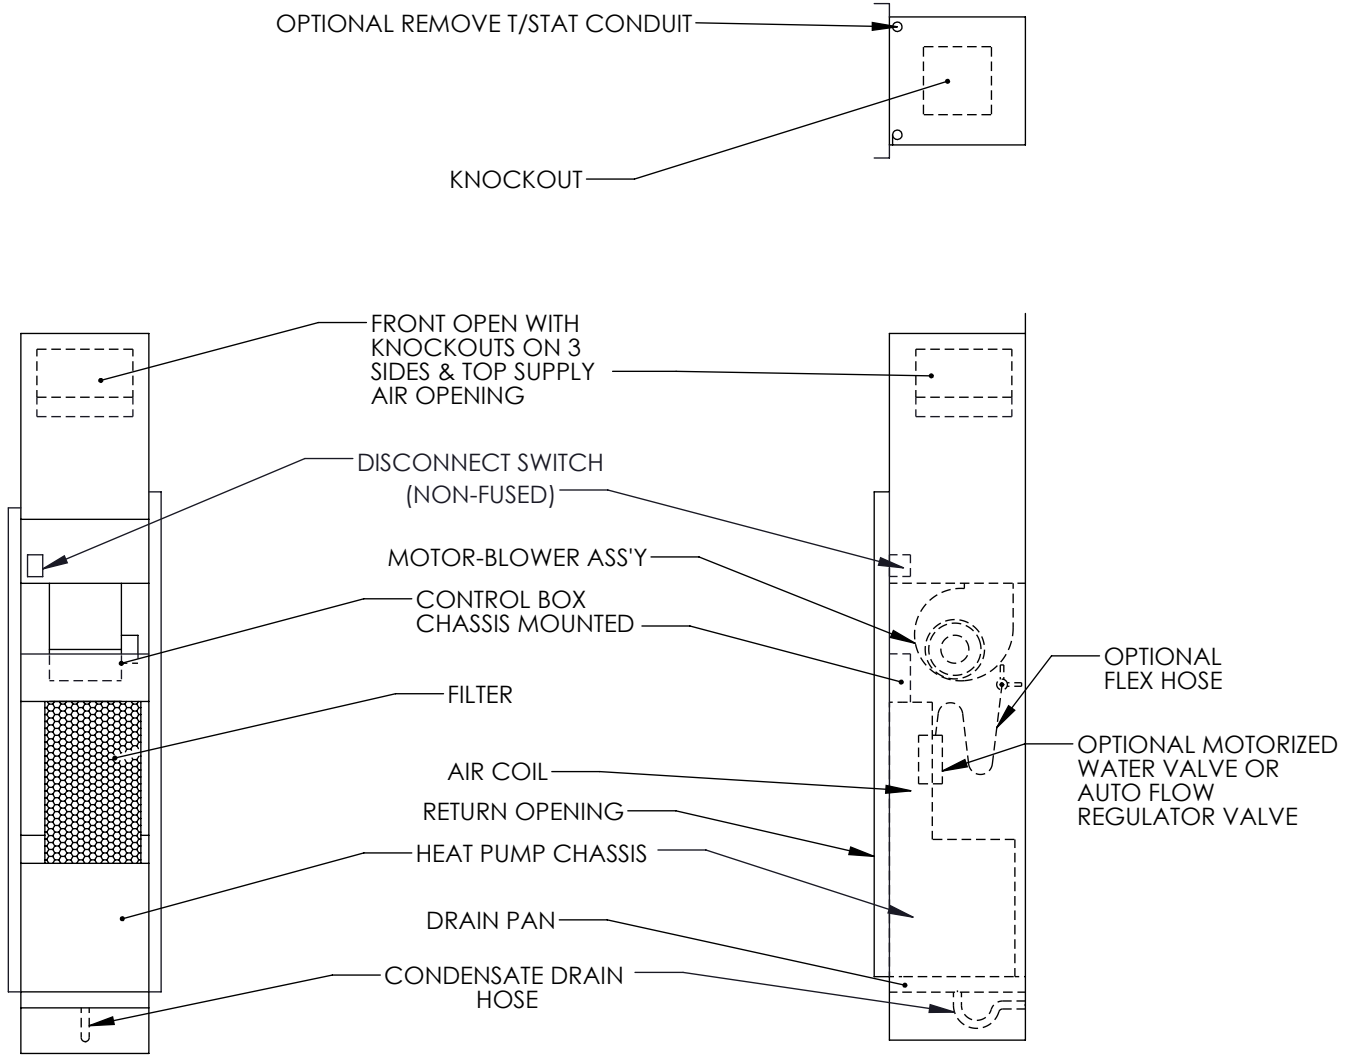 OPTIONAL REMOVE T/STAT CONDUIT
KNOCKOUT
FRONT OPEN WITH
KNOCKOUTS ON 3
SIDES & TOP SUPPLY
AIR OPENING
DISCONNECT SWITCH
(NON-FUSED)
MOTOR-BLOWER ASS'Y
CONTROL BOX
CHASSIS MOUNTED
OPTIONAL
FLEX HOSE
FILTER
OPTIONAL MOTORIZED
WATER VALVE OR
AUTO FLOW
REGULATOR VALVE
AIR COIL
RETURN OPENING
HEAT PUMP CHASSIS
DRAIN PAN
CONDENSATE DRAIN
HOSE